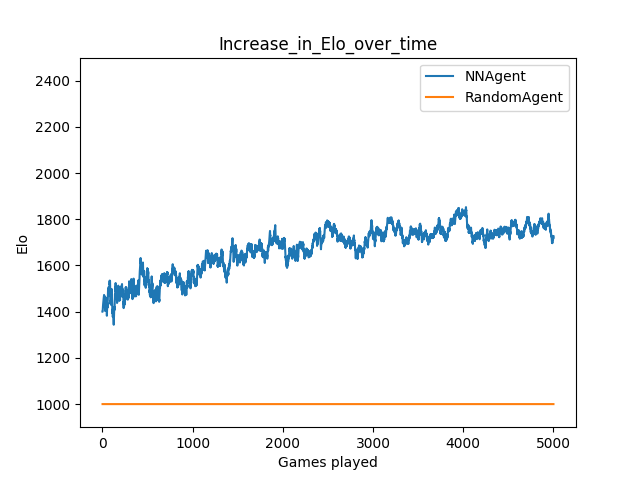 Increase_in_Elo_over_time
NNAgent
RandomAgent
Elo
2400
2200
2000
1800
1600
1400
1200
1000
0 1000 2000 3000 4000 5000
Games played